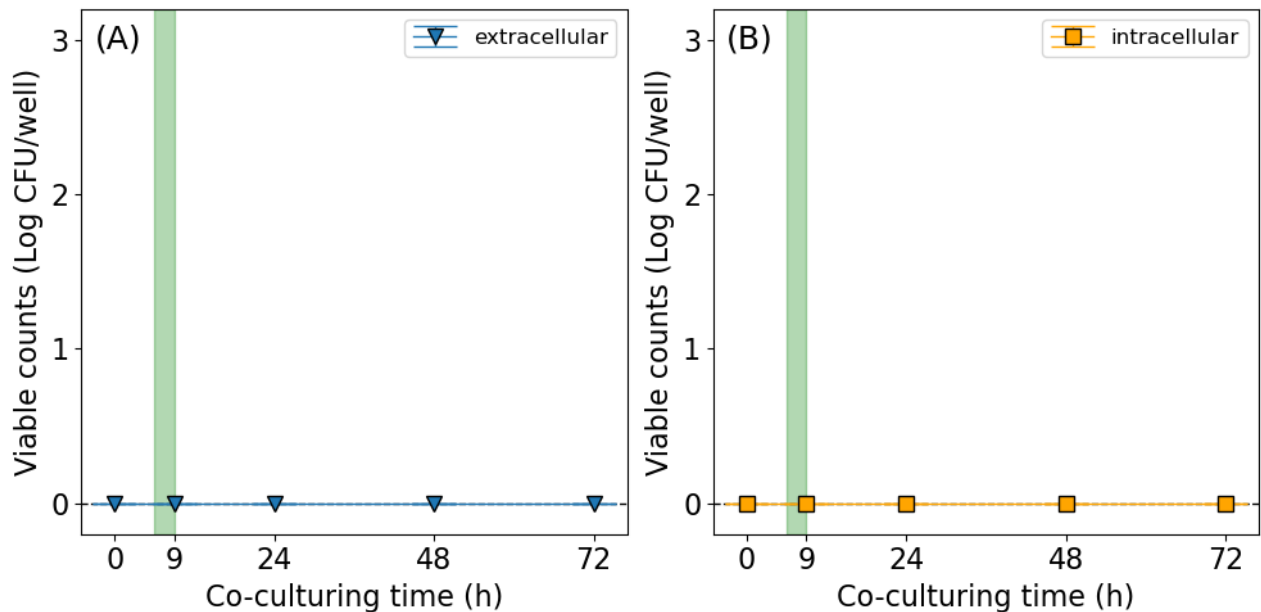 (A)
extracellular
Viable counts (Log CFU/well)
3
2
1
0
0 9 24 48 72
Co-culturing time (h)
(B)
intracellular
Viable counts (Log CFU/well)
3
2
1
0
0 9 24 48 72
Co-culturing time (h)